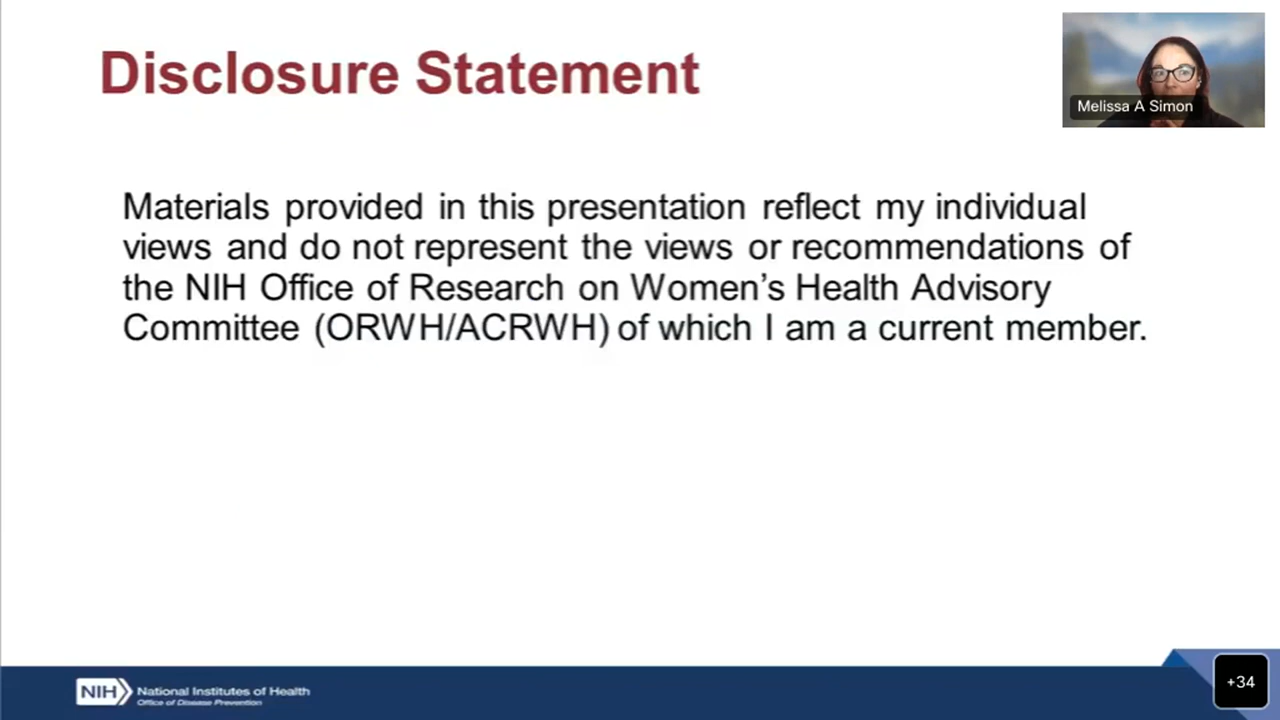 Disclosure Statement
Melissa A Simon
Materials provided in this presentation reflect my individual
views and do not represent the views or recommendations of
the NIH Office of Research on Women’s Health Advisory
Committee (ORWH/ACRWH) of which I am a current member.
NIH
National Institutes of Health
Office of Disease Prevention
+34